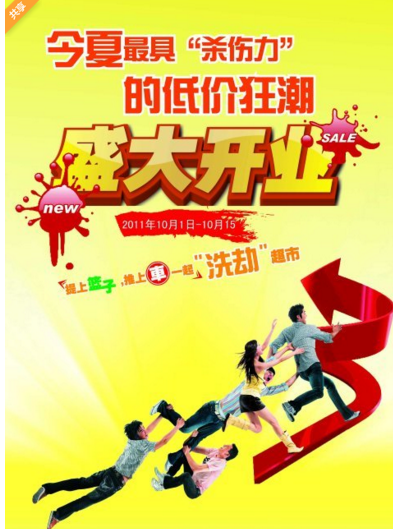 共享
今夏最具“杀伤力”
的低价狂潮
盛大开业
SALE
new
2011年10月1日-10月15
提上篮子,推上車一起“洗劫”超市